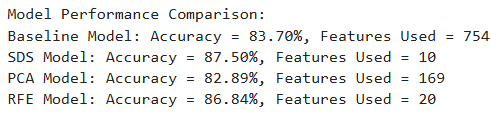 Model Performance Comparison:
Baseline Model: Accuracy = 83.70%, Features Used = 754
SDS Model: Accuracy = 87.50%, Features Used = 10
PCA Model: Accuracy = 82.89%, Features Used = 169
RFE Model: Accuracy = 86.84%, Features Used = 20